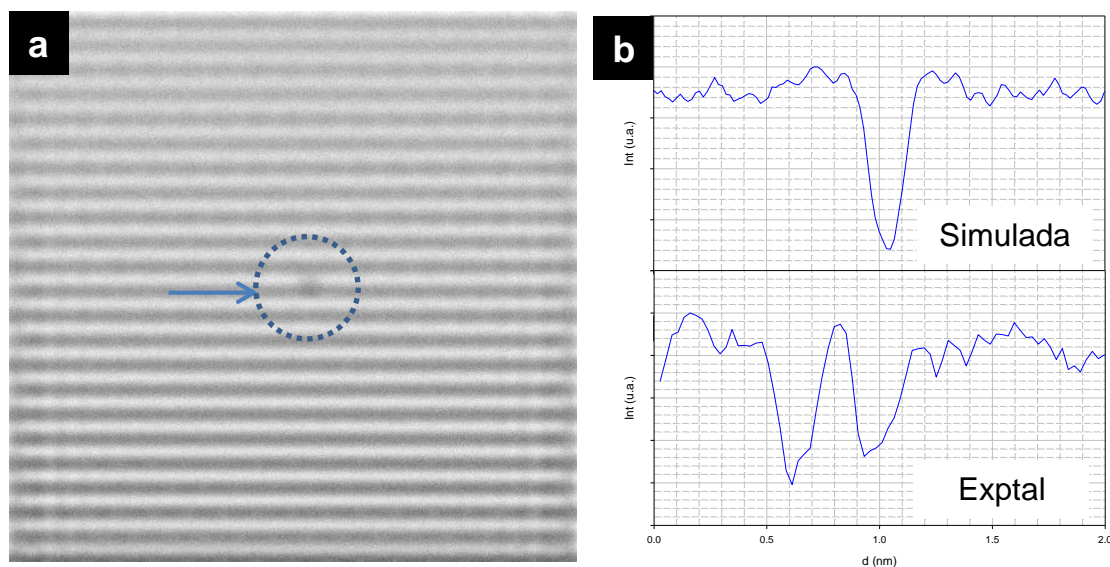 a
b
Int (u.a.)
Simulada
Int (u.a.)
Exptal
0.0 0.5 1.0 1.5 2.0
d (nm)